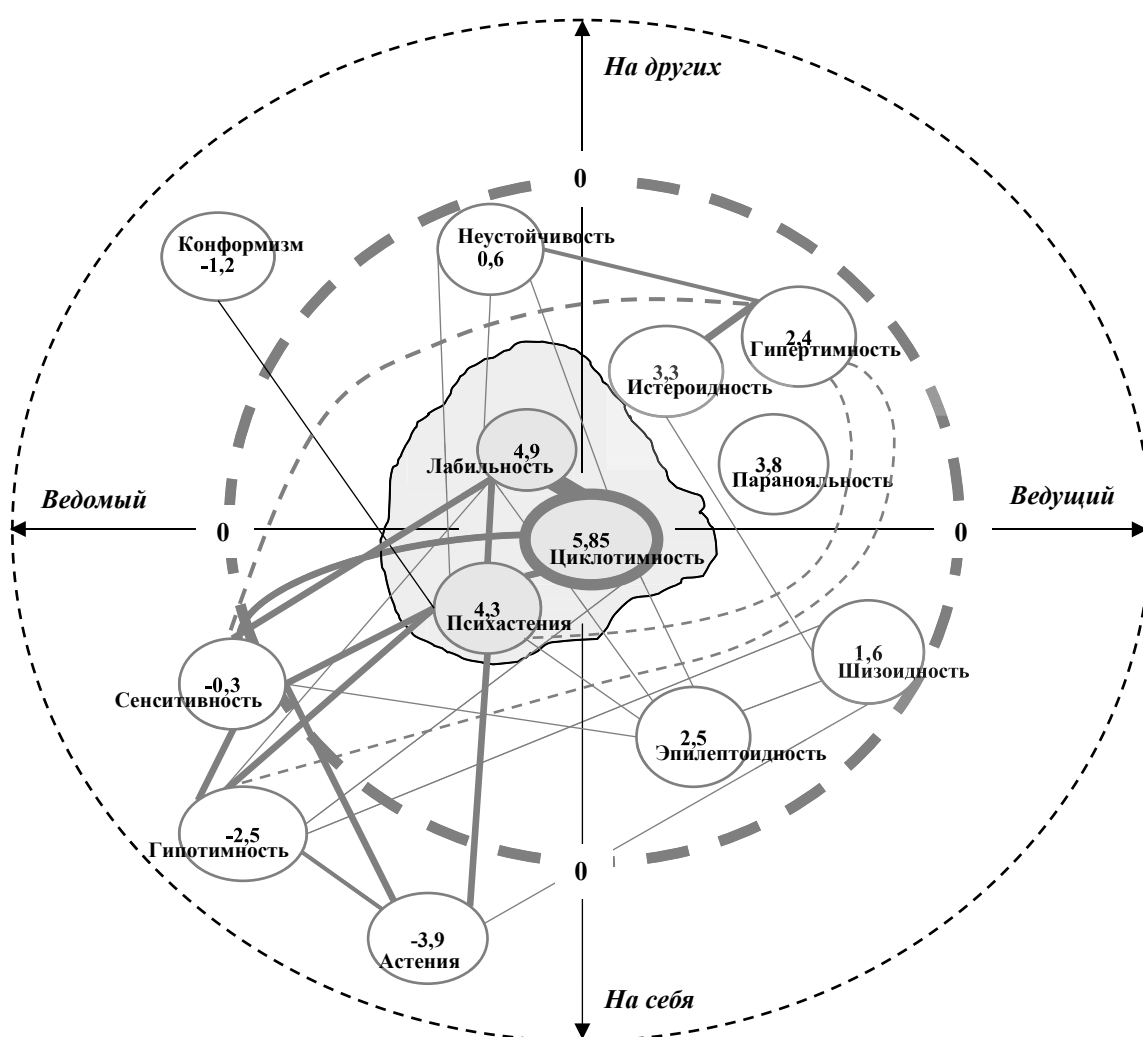 На других
0
Конформизм
-1,2
Неустойчивость
0,6
2,4
Гипертимность
3,3
Истероидность
4,9
Лабильность
3,8
Паранояльность
Ведомый
Ведущий
0
0
5,85
Циклотимность
4,3
Психастения
-0,3
Сенситивность
1,6
Шизоидность
2,5
Эпилептоидность
-2,5
Гипотимность
0
-3,9
Астения
На себя